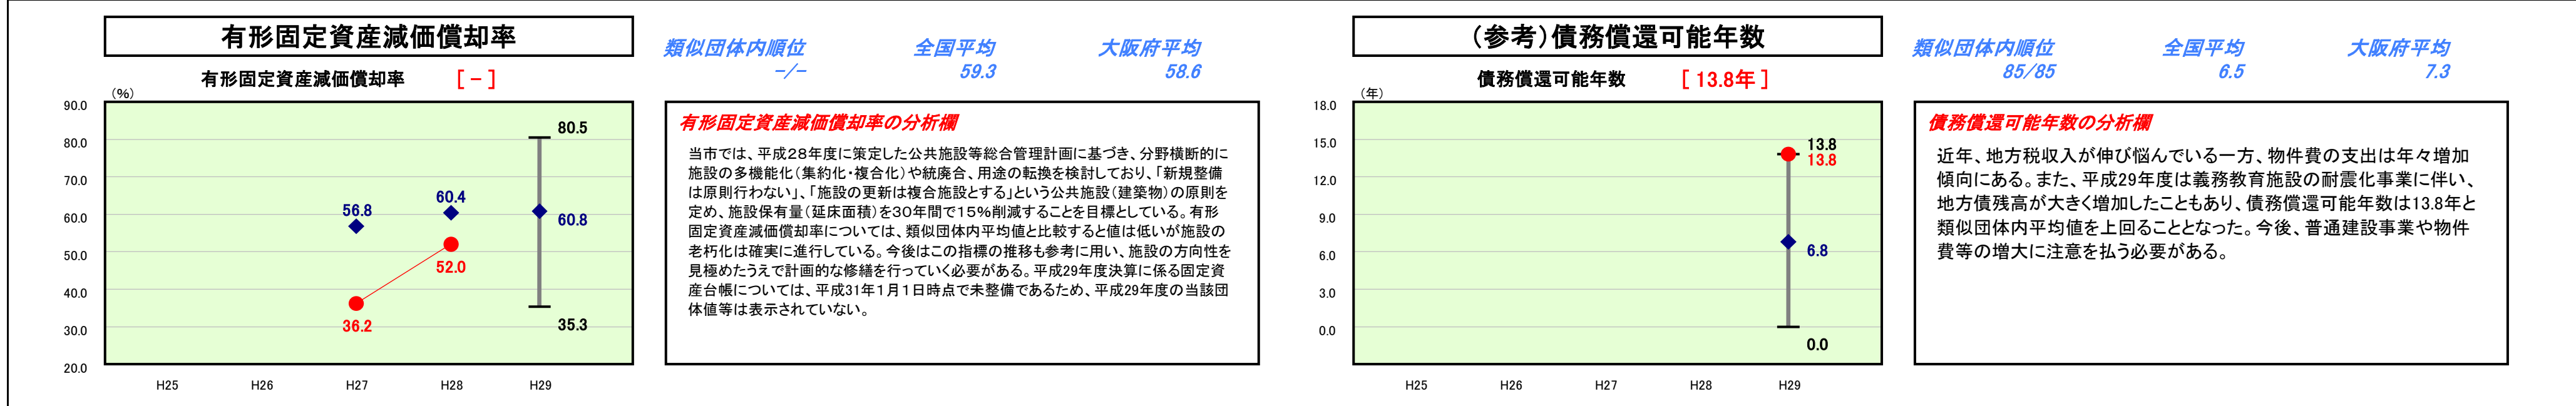 有形固定資産減価償却率
有形固定資産減価償却率 [ － ]
類似団体内順位 全国平均 大阪府平均
-/- 59.3 58.6
(％)
90.0
80.0
70.0
60.0
50.0
40.0
30.0
20.0
80.5
56.8
60.4
60.8
52.0
36.2
35.3
H25 H26 H27 H28 H29
有形固定資産減価償却率の分析欄
当市では、平成２８年度に策定した公共施設等総合管理計画に基づき、分野横断的に
施設の多機能化（集約化・複合化）や統廃合、用途の転換を検討しており、「新規整備
は原則行わない」、「施設の更新は複合施設とする」という公共施設（建築物）の原則を
定め、施設保有量（延床面積）を３０年間で１５％削減することを目標としている。有形
固定資産減価償却率については、類似団体内平均値と比較すると値は低いが施設の
老朽化は確実に進行している。今後はこの指標の推移も参考に用い、施設の方向性を
見極めたうえで計画的な修繕を行っていく必要がある。平成29年度決算に係る固定資
産台帳については、平成31年１月１日時点で未整備であるため、平成29年度の当該団
体値等は表示されていない。
（参考）債務償還可能年数
債務償還可能年数 [ 13.8年 ]
類似団体内順位 全国平均 大阪府平均
85/85 6.5 7.3
(年)
18.0
15.0
12.0
9.0
6.0
3.0
0.0
13.8
13.8
6.8
0.0
H25 H26 H27 H28 H29
債務償還可能年数の分析欄
近年、地方税収入が伸び悩んでいる一方、物件費の支出は年々増加
傾向にある。また、平成29年度は義務教育施設の耐震化事業に伴い、
地方債残高が大きく増加したこともあり、債務償還可能年数は13.8年と
類似団体内平均値を上回ることとなった。今後、普通建設事業や物件
費等の増大に注意を払う必要がある。